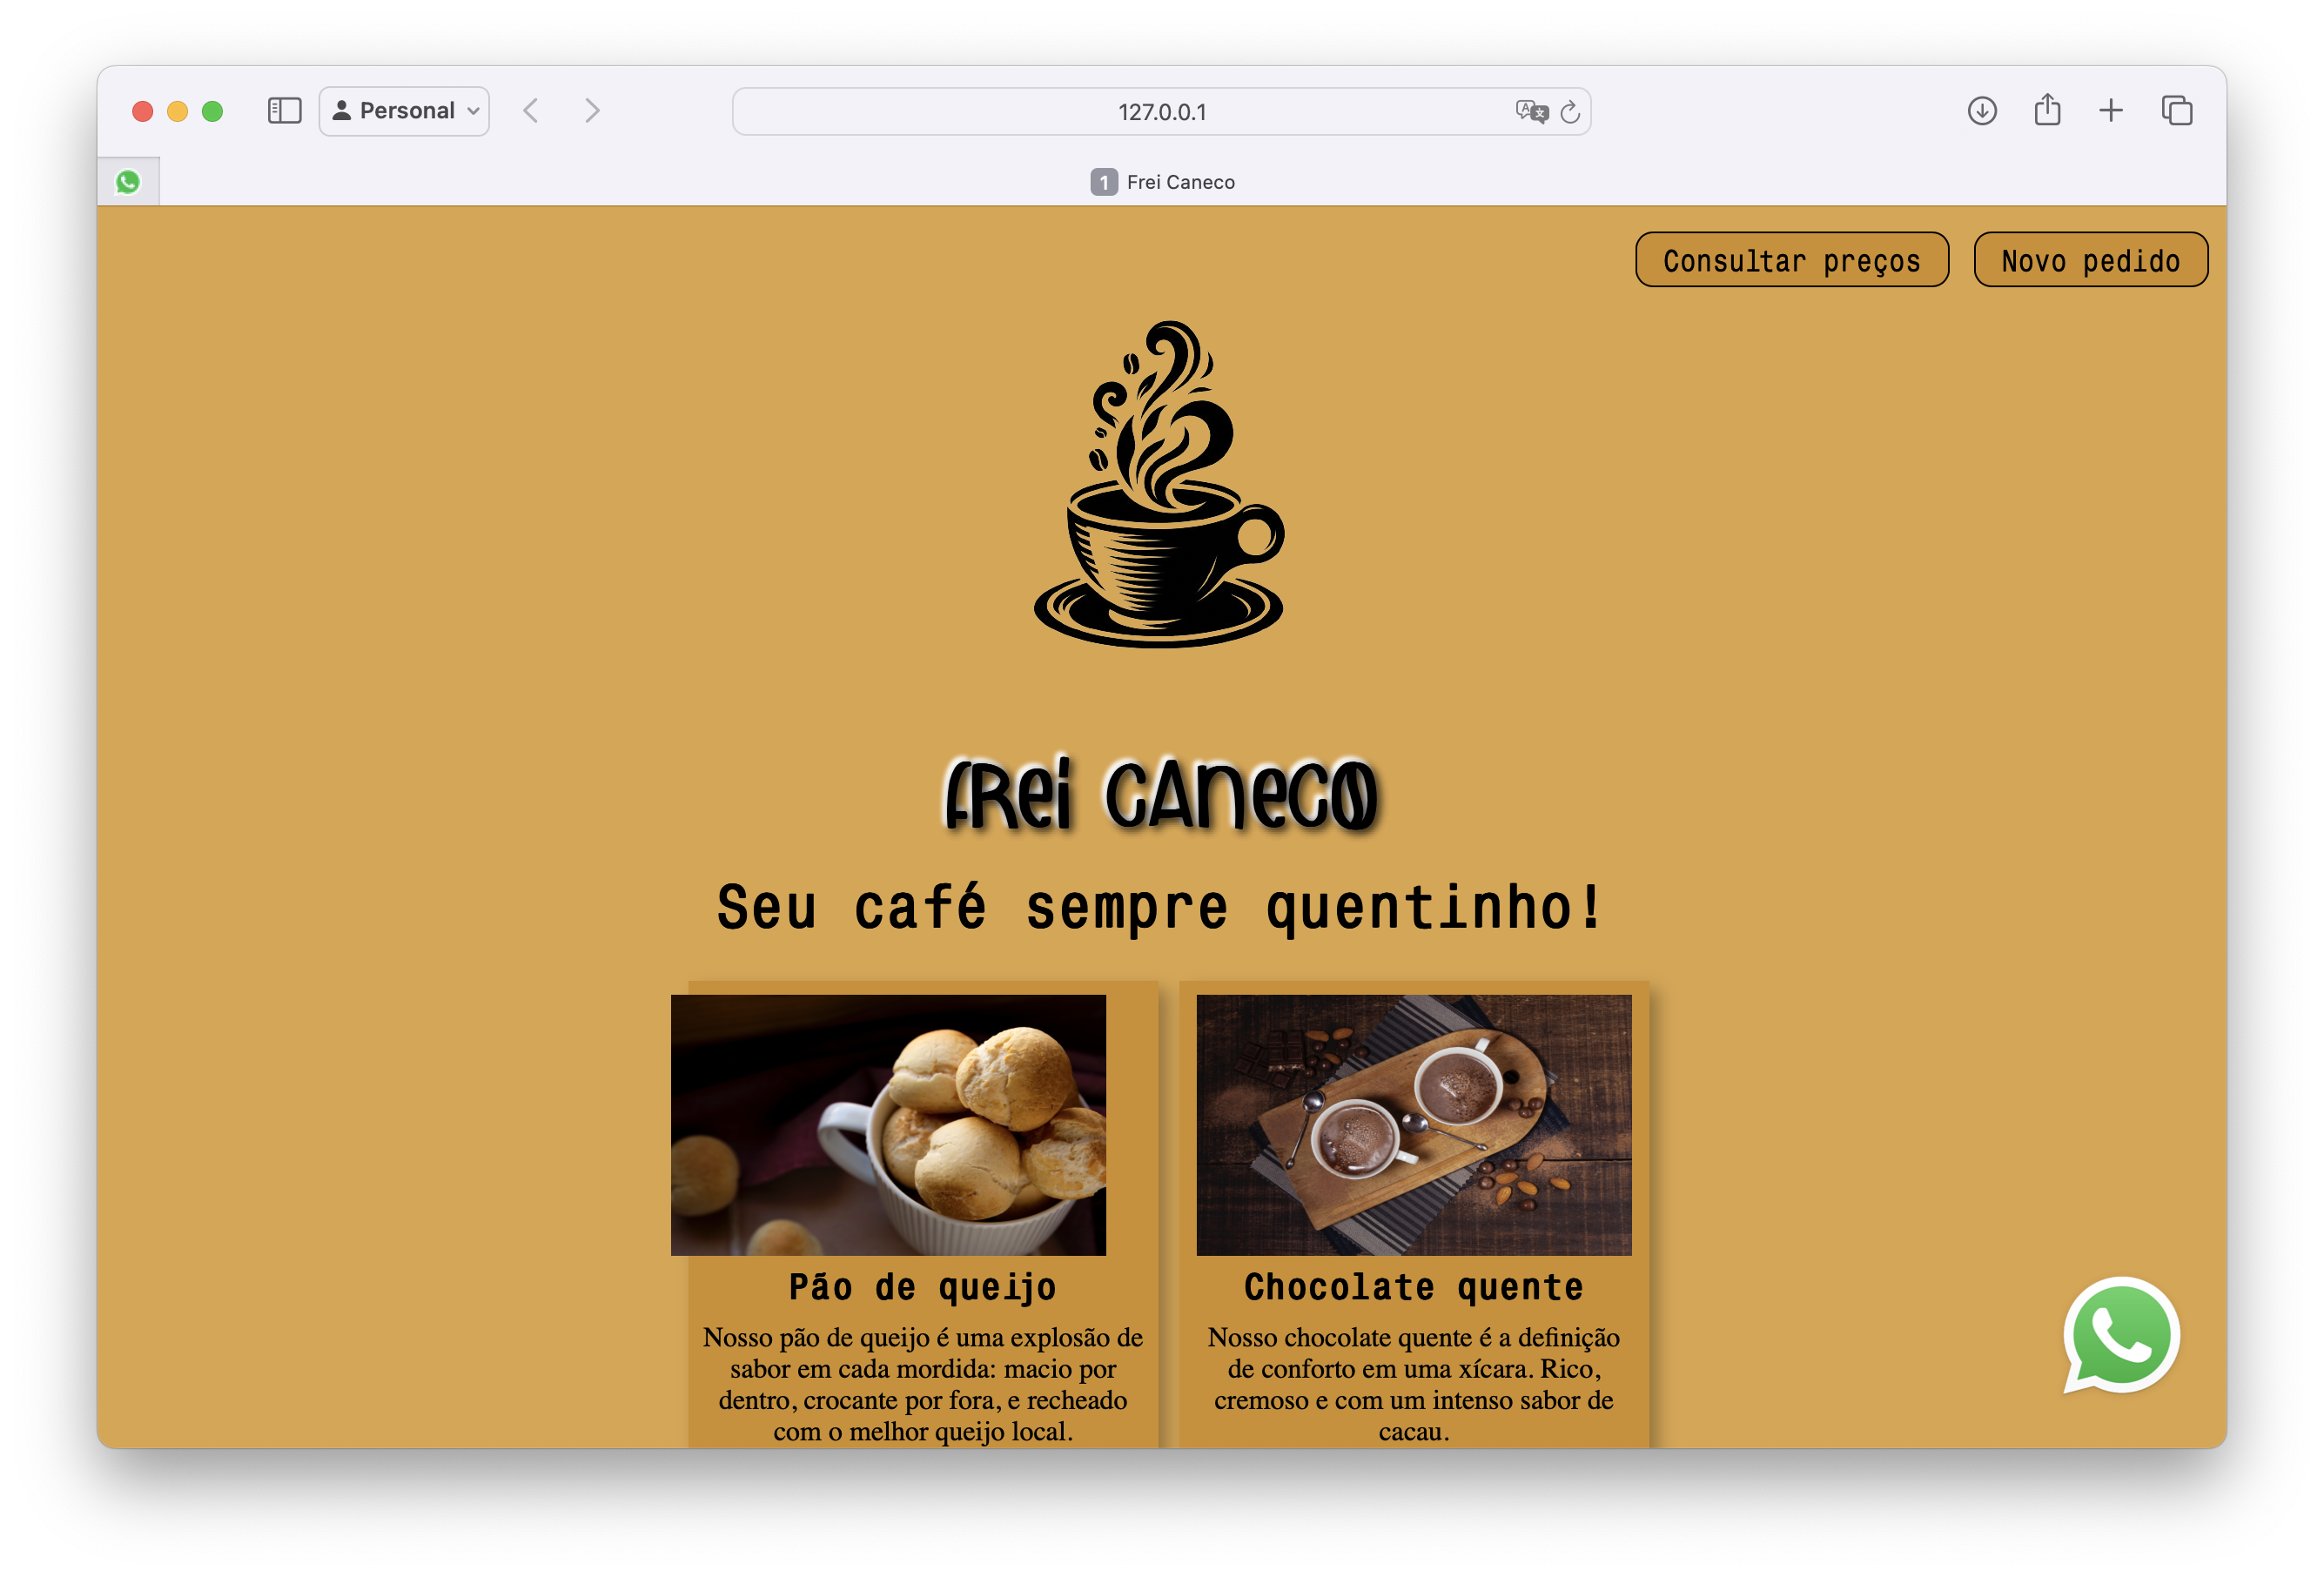 Personal
127.0.0.1
1 Frei Caneco
Consultar preços
Novo pedido
FREI CANECO
Seu café sempre quentinho!
Pão de queijo
Nosso pão de queijo é uma explosão de
sabor em cada mordida: macio por
dentro, crocante por fora, e recheado
com o melhor queijo local.
Chocolate quente
Nosso chocolate quente é a definição
de conforto em uma xícara. Rico,
cremoso e com um intenso sabor de
cacau.